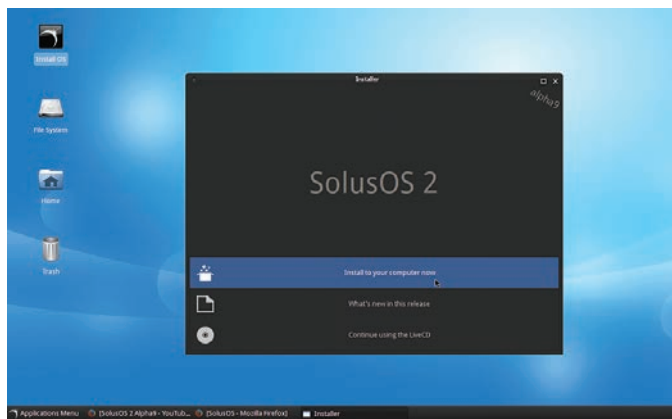 Install OS
File System
Home
Trash
Installer
alpha9
SolusOS 2
Install to your computer now
What's new in this release
Continue using the LiveCD
Applications Menu
[SolusOS 2 Alpha9 - YouTub...
[SolusOS - Mozilla Firefox]
Installer